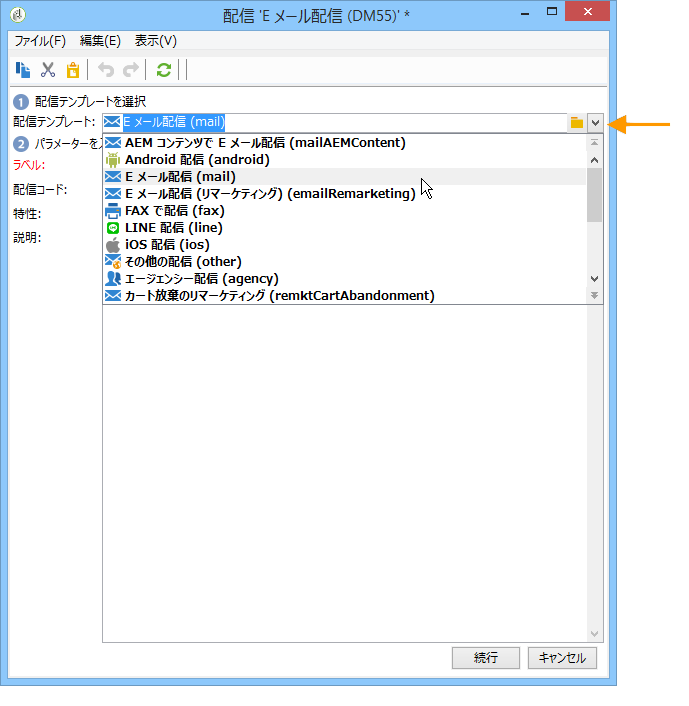 配信 'E メール配信 (DM55)' *
ファイル(F) 編集(E) 表示(V)
1 配信テンプレートを選択
配信テンプレート: E メール配信 (mail)
2 パラメーターを
AEM コンテンツで E メール配信 (mailAEMContent)
Android 配信 (android)
ラベル:
E メール配信 (mail)
配信コード:
E メール配信 (リマーケティング) (emailRemarketing)
特性:
FAX で配信 (fax)
LINE 配信 (line)
説明:
iOS 配信 (ios)
その他の配信 (other)
エージェンシー配信 (agency)
カート放棄のリマーケティング (remktCartAbandonment)
続行 キャンセル